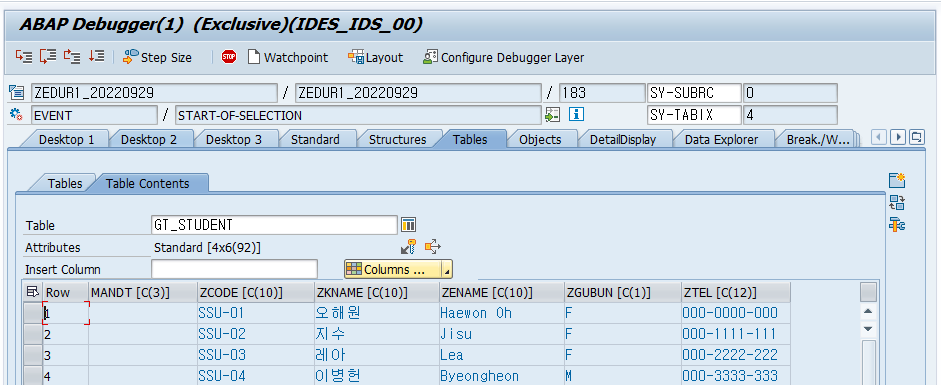 ABAP Debugger(1) (Exclusive)(IDES_IDS_00)
Step Size STOP Watchpoint Layout Configure Debugger Layer
ZEDUR1_20220929 / ZEDUR1_20220929 / 183 SY-SUBRC 0
EVENT / START-OF-SELECTION SY-TABIX 4
Desktop 1 Desktop 2 Desktop 3 Standard Structures Tables Objects DetailDisplay Data Explorer Break./W...
Tables Table Contents
Table GT_STUDENT
Attributes Standard [4x6(92)]
Insert Column Columns ...
Row MANDT [C(3)] ZCODE [C(10)] ZKNAME [C(10)] ZENAME [C(10)] ZGUBUN [C(1)] ZTEL [C(12)]
1 SSU-01 오해원 Haewon Oh F 000-0000-000
2 SSU-02 지수 Jisu F 000-1111-111
3 SSU-03 레아 Lea F 000-2222-222
4 SSU-04 이병헌 Byeongheon M 000-3333-333